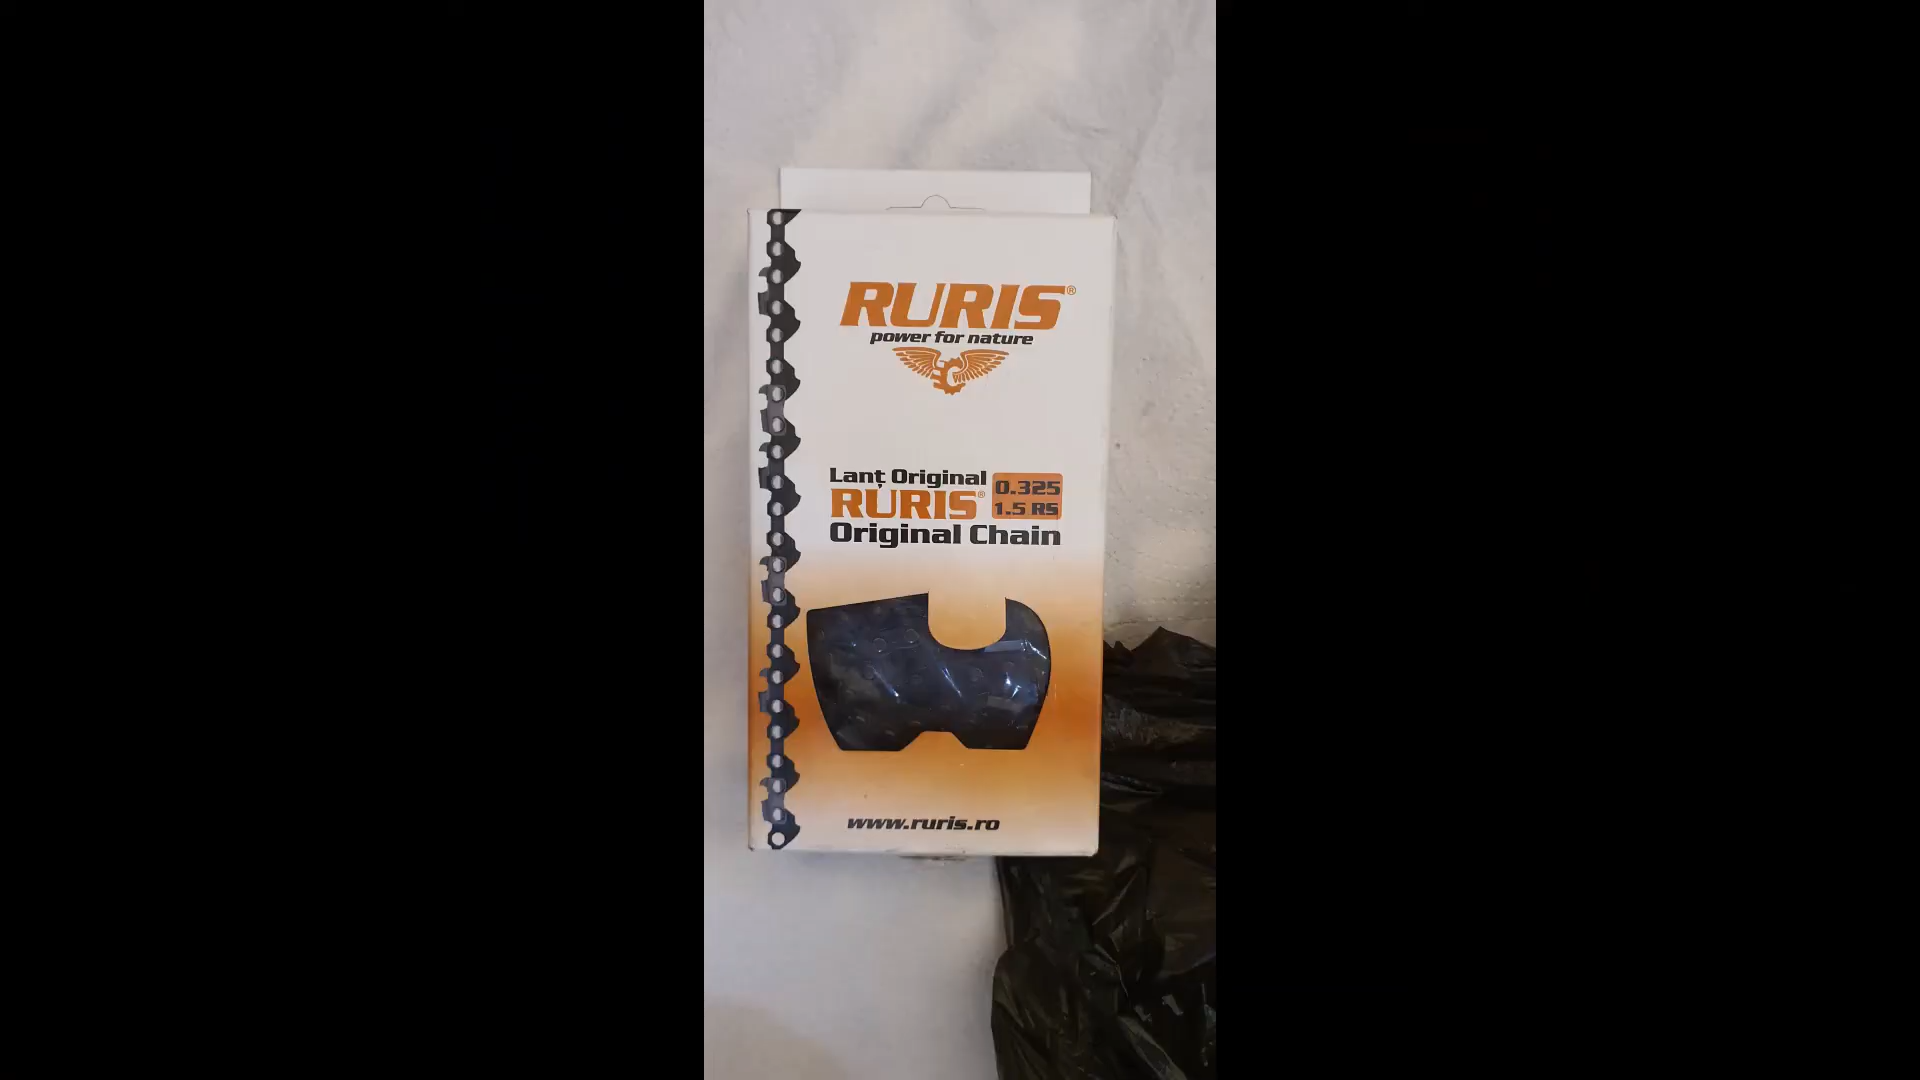 RURIS®
power for nature
Lanț Original
RURIS®
0.325
1.5 RS
Original Chain
www.ruris.ro